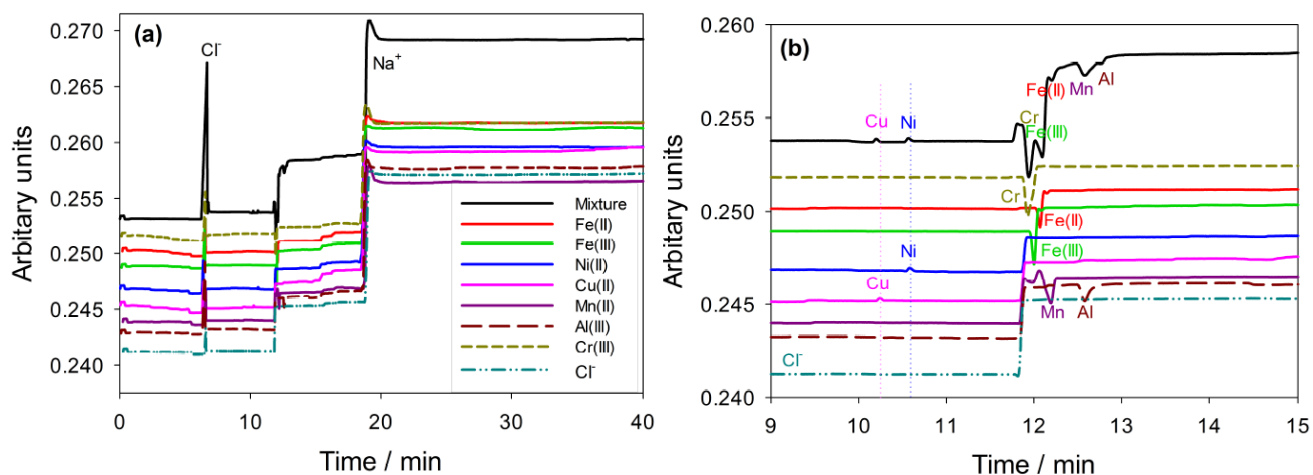 (a)
Cl-
Na+
0.270
0.265
0.260
0.255
0.250
0.245
0.240
Arbitary units
0
10
20
30
40
Time / min
Mixture
Fe(II)
Fe(III)
Ni(II)
Cu(II)
Mn(II)
Al(III)
Cr(III)
Cl-
(b)
0.260
0.255
0.250
0.245
0.240
Arbitary units
Cu
Ni
Cr
Fe(III)
Fe(II)
Mn
Al
Cr
Fe(II)
Fe(III)
Ni
Cu
Mn
Al
Cl-
9
10
11
12
13
14
15
Time / min